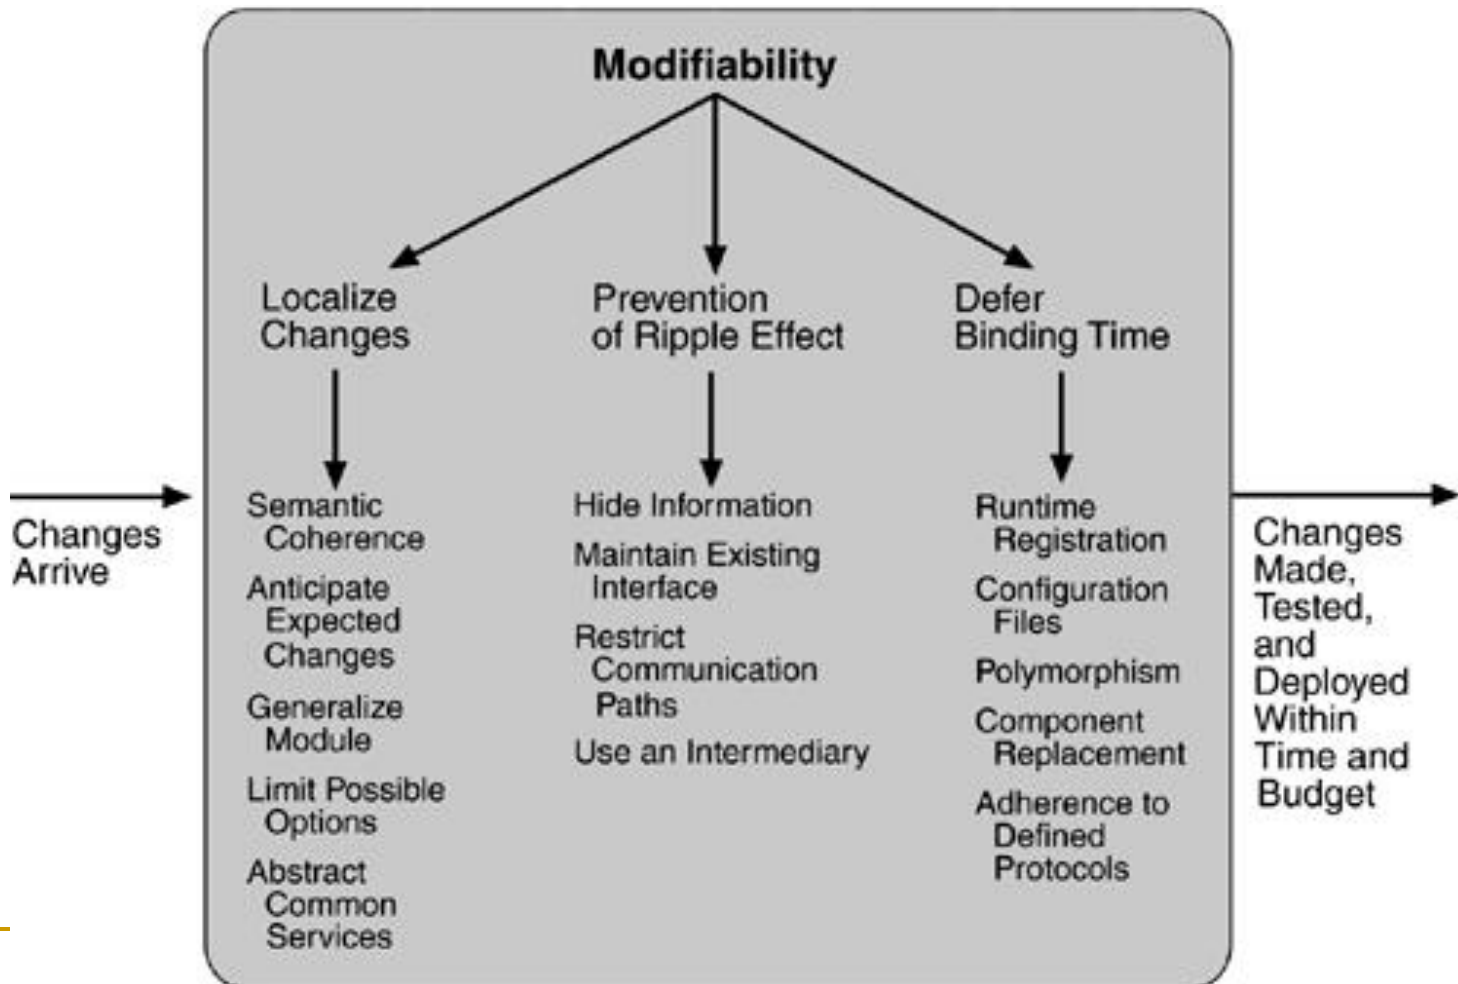 Modifiability
Changes
Arrive
Localize
Changes
Semantic
Coherence
Anticipate
Expected
Changes
Generalize
Module
Limit Possible
Options
Abstract
Common
Services
Prevention
of Ripple Effect
Hide Information
Maintain Existing
Interface
Restrict
Communication
Paths
Use an Intermediary
Defer
Binding Time
Runtime
Registration
Configuration
Files
Polymorphism
Component
Replacement
Adherence to
Defined
Protocols
Changes
Made,
Tested,
and
Deployed
Within
Time and
Budget